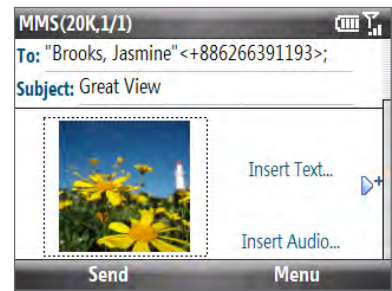 MMS(20K,1/1)
To: "Brooks, Jasmine"<+886266391193>;
Subject: Great View
Insert Text...
Insert Audio...
Send Menu